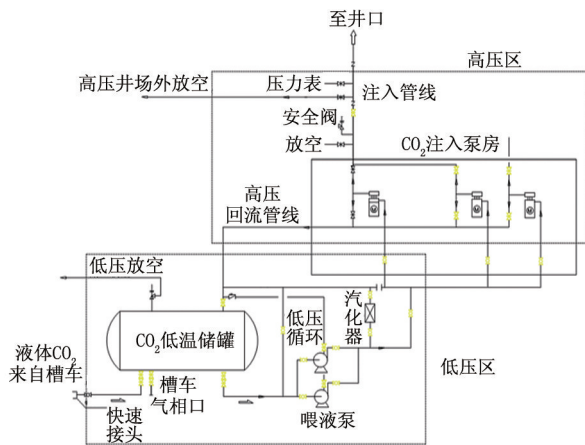 至井口
高压区
高压井场外放空
压力表
注入管线
安全阀
放空
CO₂注入泵房
高压
回流管线
低压放空
汽
化
器
低压
循环
CO₂低温储罐
液体CO₂
来自槽车
低压区
槽车
气相口
快速
接头
喂液泵